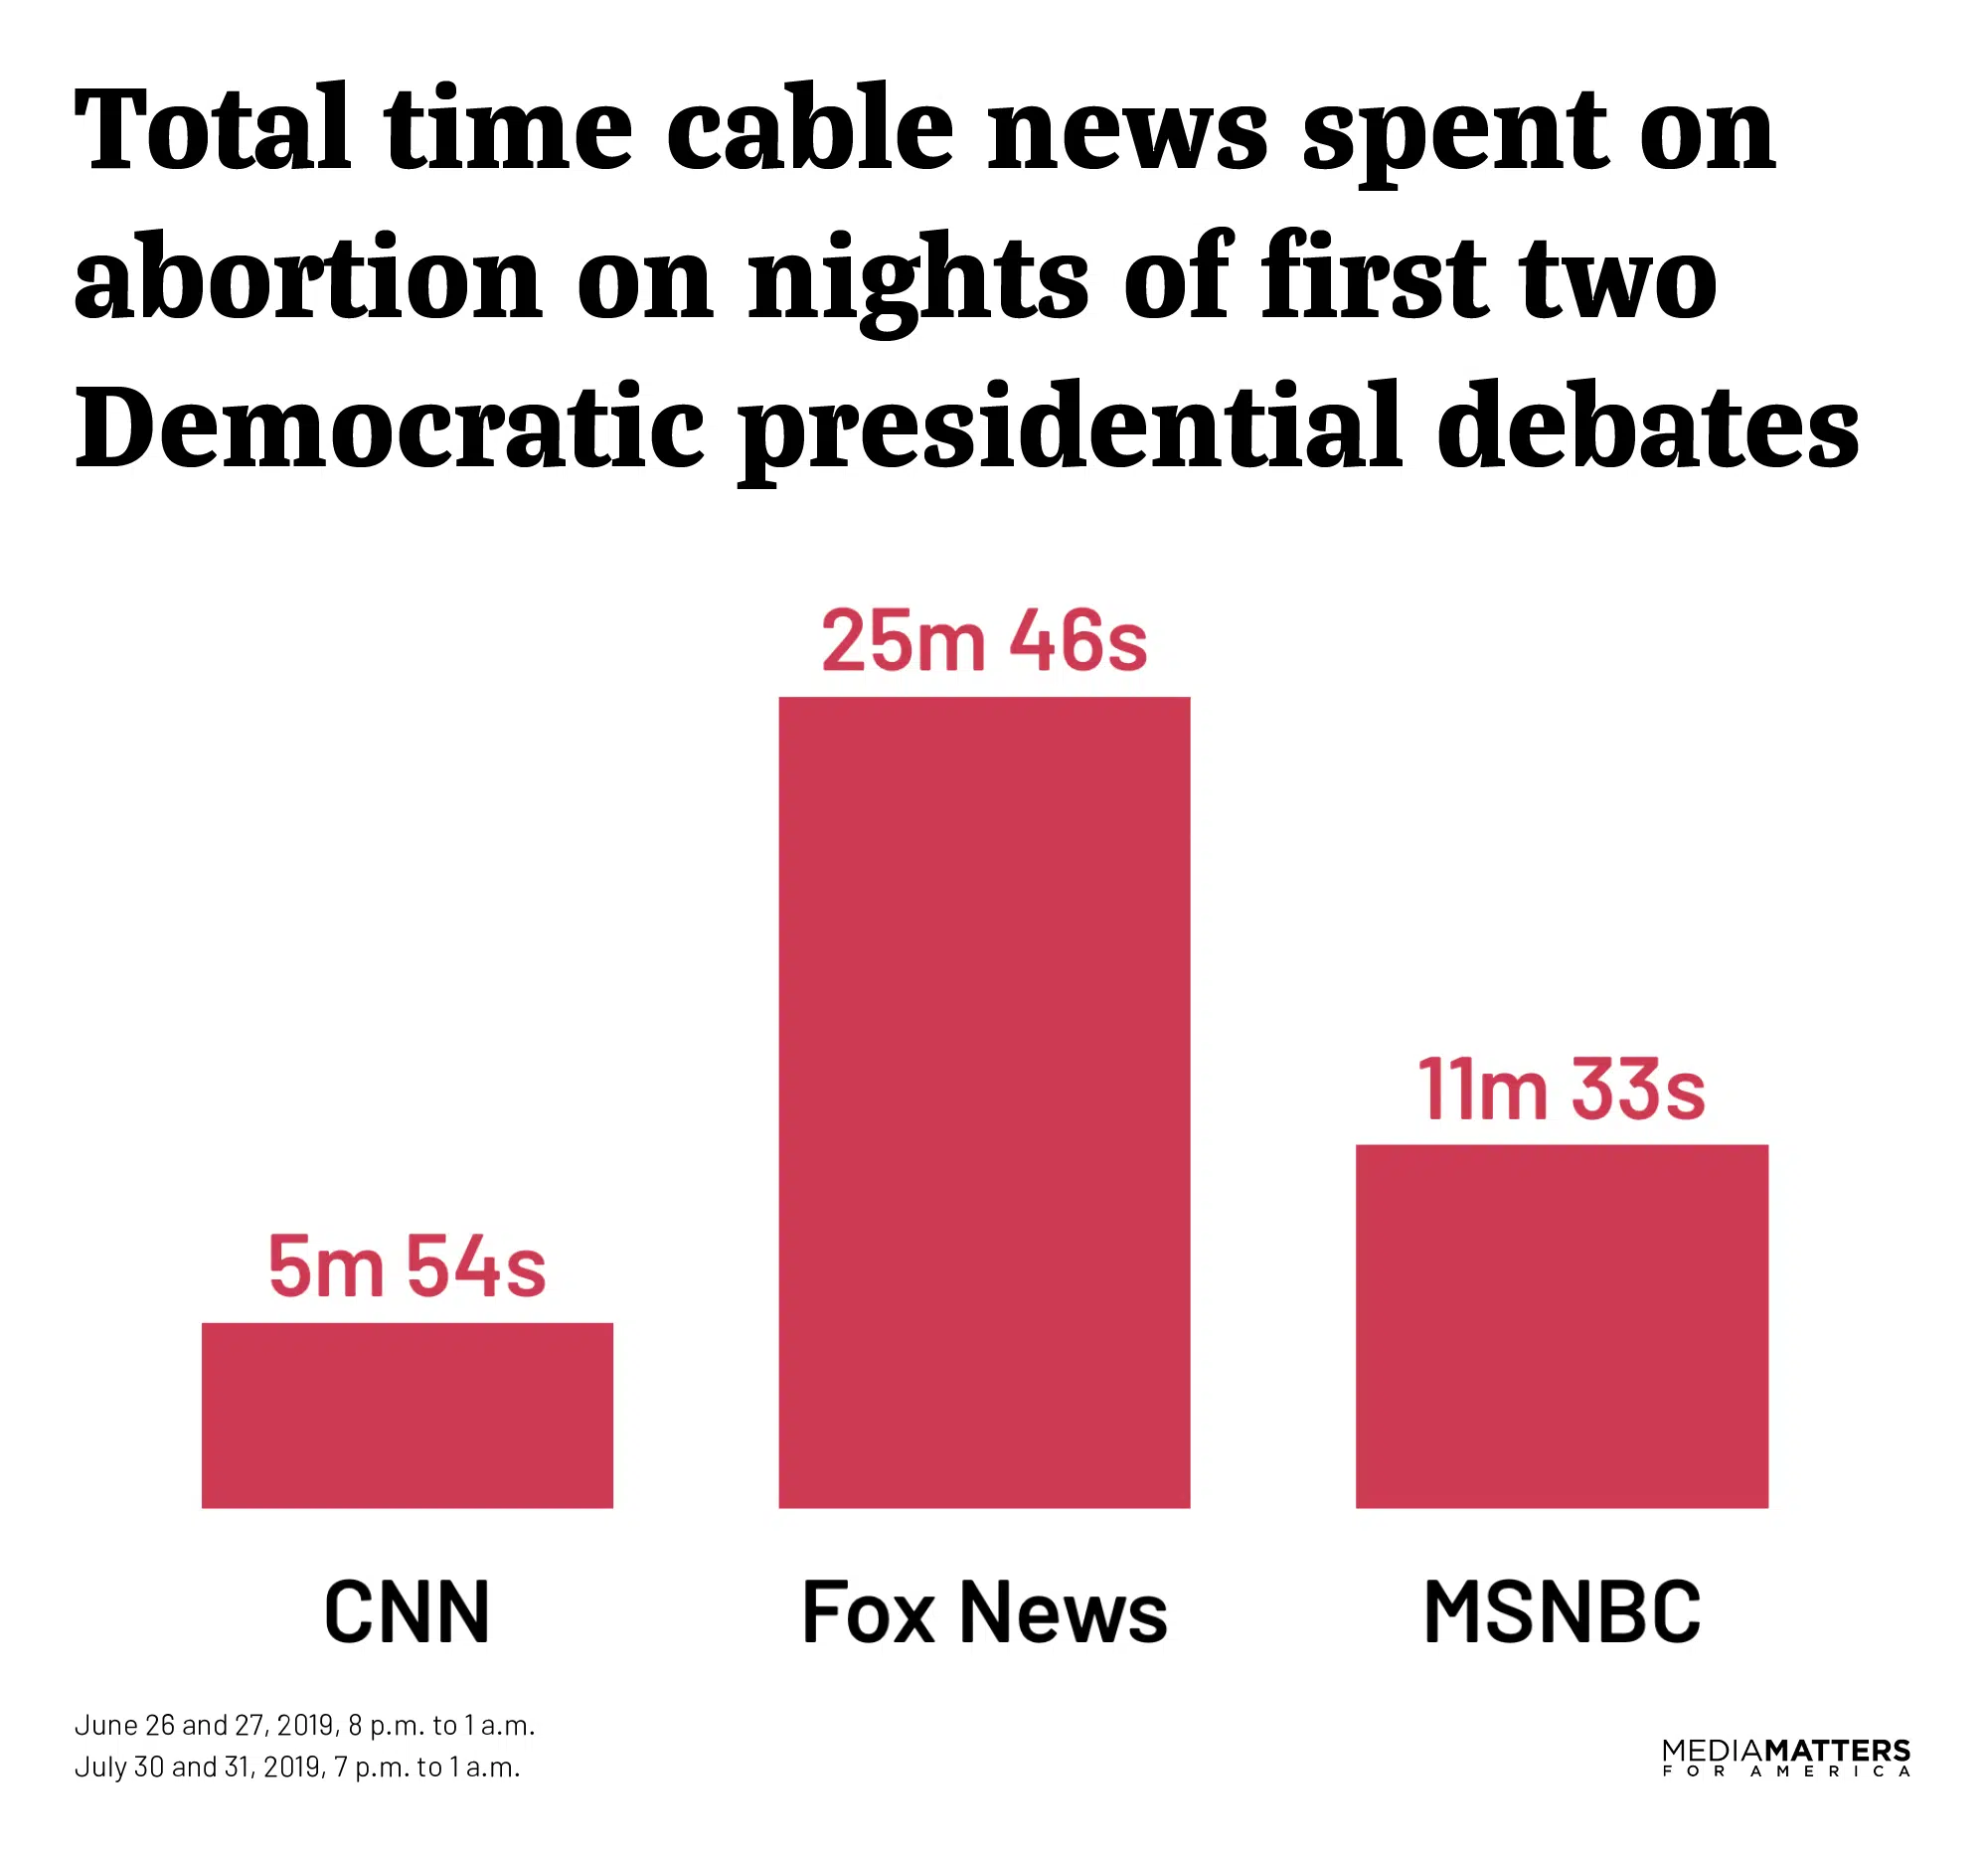 Total time cable news spent on
abortion on nights of first two
Democratic presidential debates
25m 46s
11m 33s
5m 54s
CNN
Fox News
MSNBC
June 26 and 27, 2019, 8 p.m. to 1 a.m.
July 30 and 31, 2019, 7 p.m. to 1 a.m.
MEDIAMATTERS
FOR AMERICA